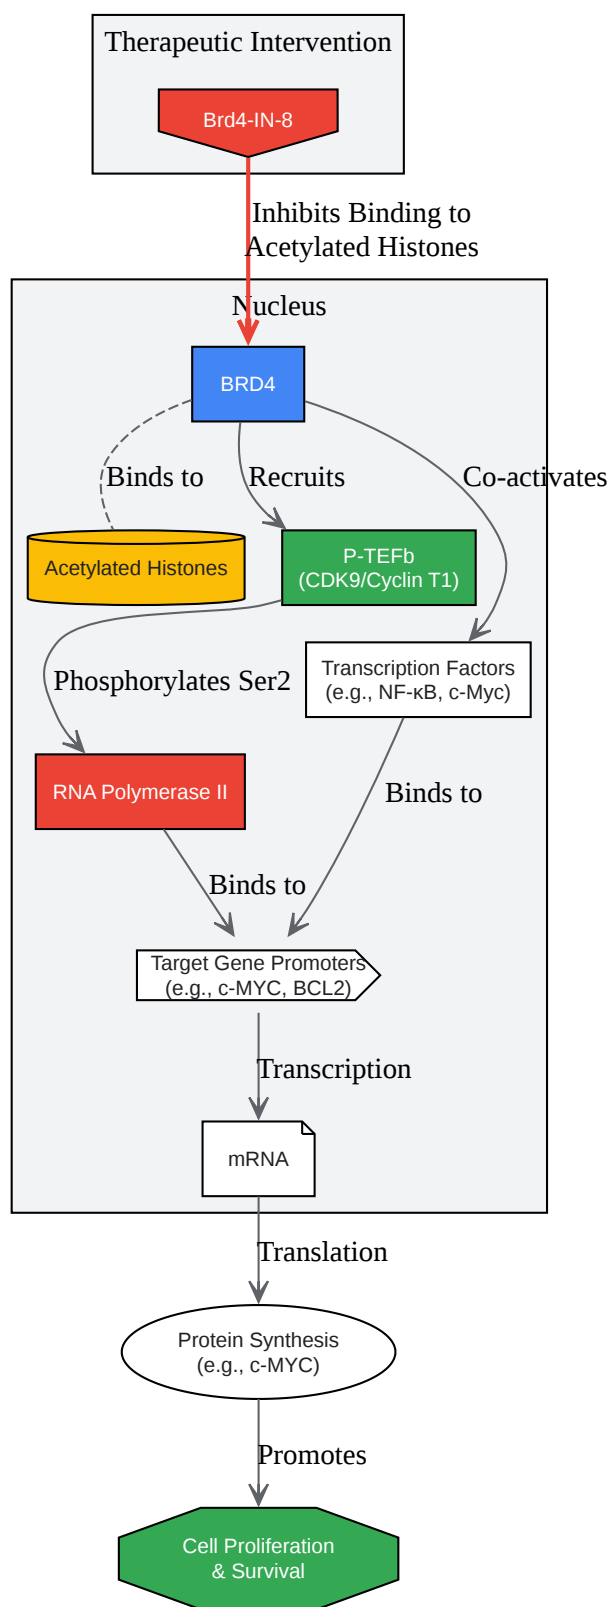 Therapeutic Intervention
Brd4-IN-8
Inhibits Binding to
Acetylated Histones
Nucleus
BRD4
Binds to
Recruits
Co-activates
Acetylated Histones
P-TEFb
(CDK9/Cyclin T1)
Phosphorylates Ser2
Transcription Factors
(e.g., NF-κB, c-Myc)
RNA Polymerase II
Binds to
Binds to
Target Gene Promoters
(e.g., c-MYC, BCL2)
Transcription
mRNA
Translation
Protein Synthesis
(e.g., c-MYC)
Promotes
Cell Proliferation
& Survival